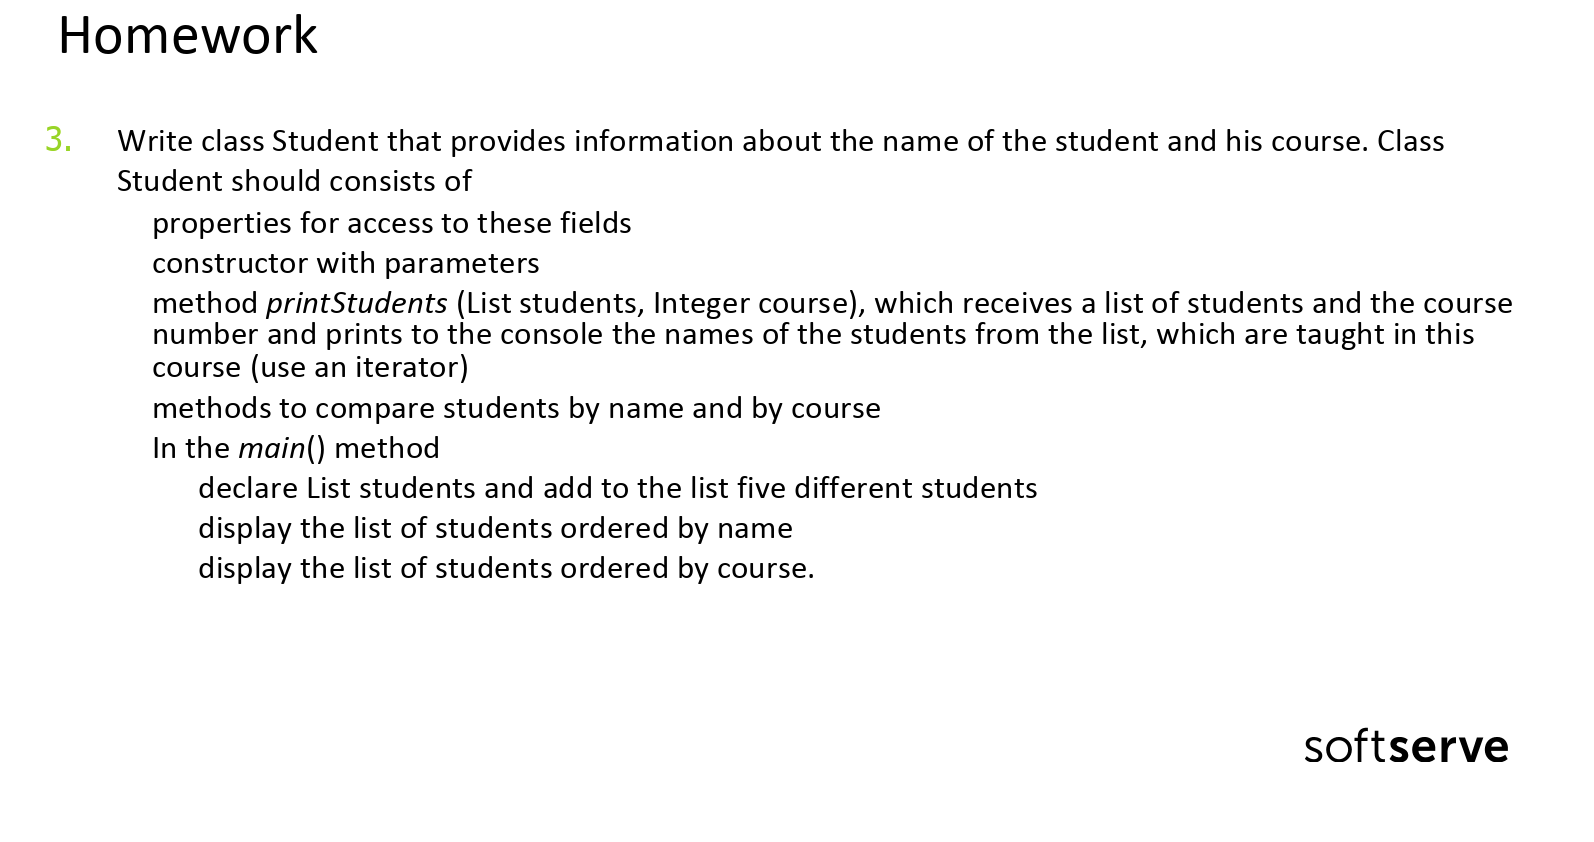 Homework
3. Write class Student that provides information about the name of the student and his course. Class
Student should consists of
properties for access to these fields
constructor with parameters
method printStudents (List students, Integer course), which receives a list of students and the course
number and prints to the console the names of the students from the list, which are taught in this
course (use an iterator)
methods to compare students by name and by course
In the main() method
declare List students and add to the list five different students
display the list of students ordered by name
display the list of students ordered by course.
softserve